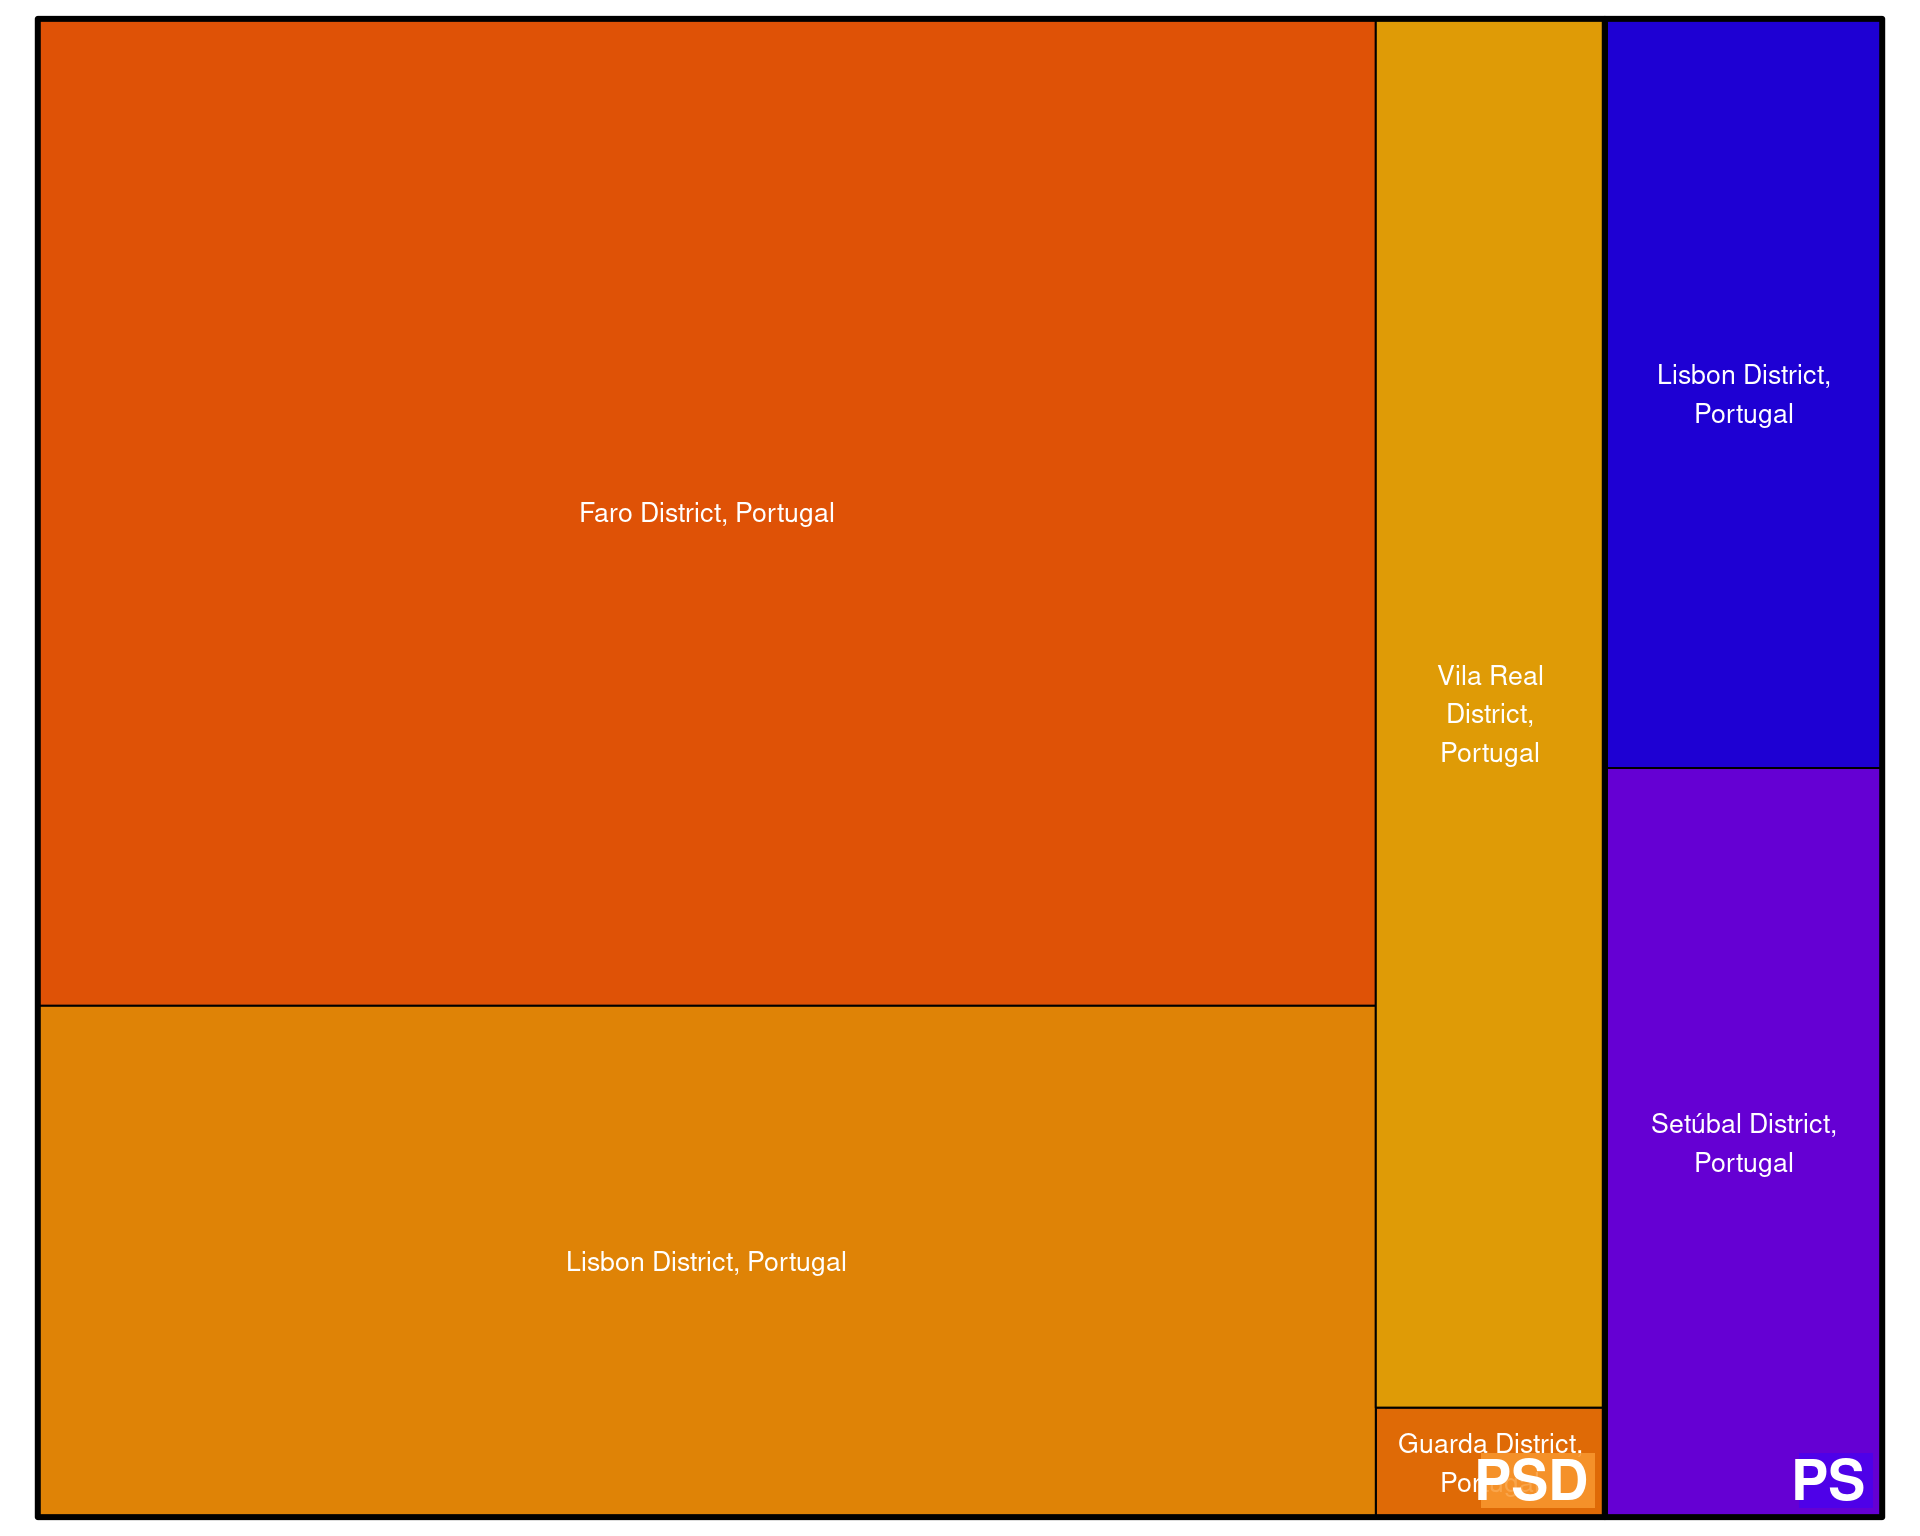 Faro District, Portugal
Lisbon District, Portugal
Vila Real
District,
Portugal
Guarda District,
Portugal
PSD
Lisbon District,
Portugal
Setúbal District,
Portugal
PS